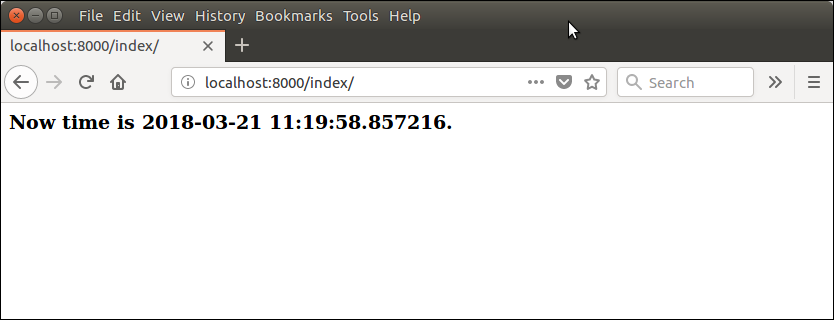 File Edit View History Bookmarks Tools Help
localhost:8000/index/
localhost:8000/index/
Search
Now time is 2018-03-21 11:19:58.857216.